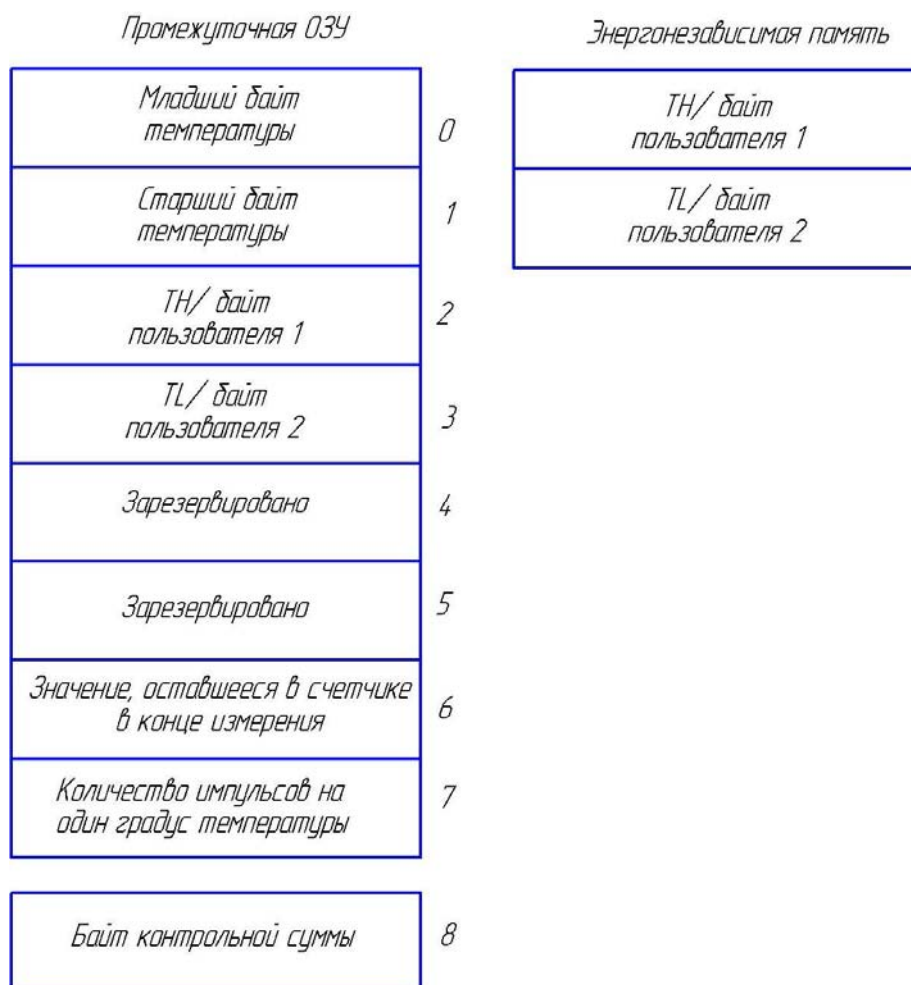 Промежуточная ОЗУ
Младший байт
температуры
0
Старший байт
температуры
1
TH/ байт
пользователя 1
2
TL/ байт
пользователя 2
3
Зарезервировано
4
Зарезервировано
5
Значение, оставшееся в счетчике
в конце измерения
6
Количество импульсов на
один градус температуры
7
Байт контрольной суммы
8
Энергонезависимая память
TH/ байт
пользователя 1
TL/ байт
пользователя 2